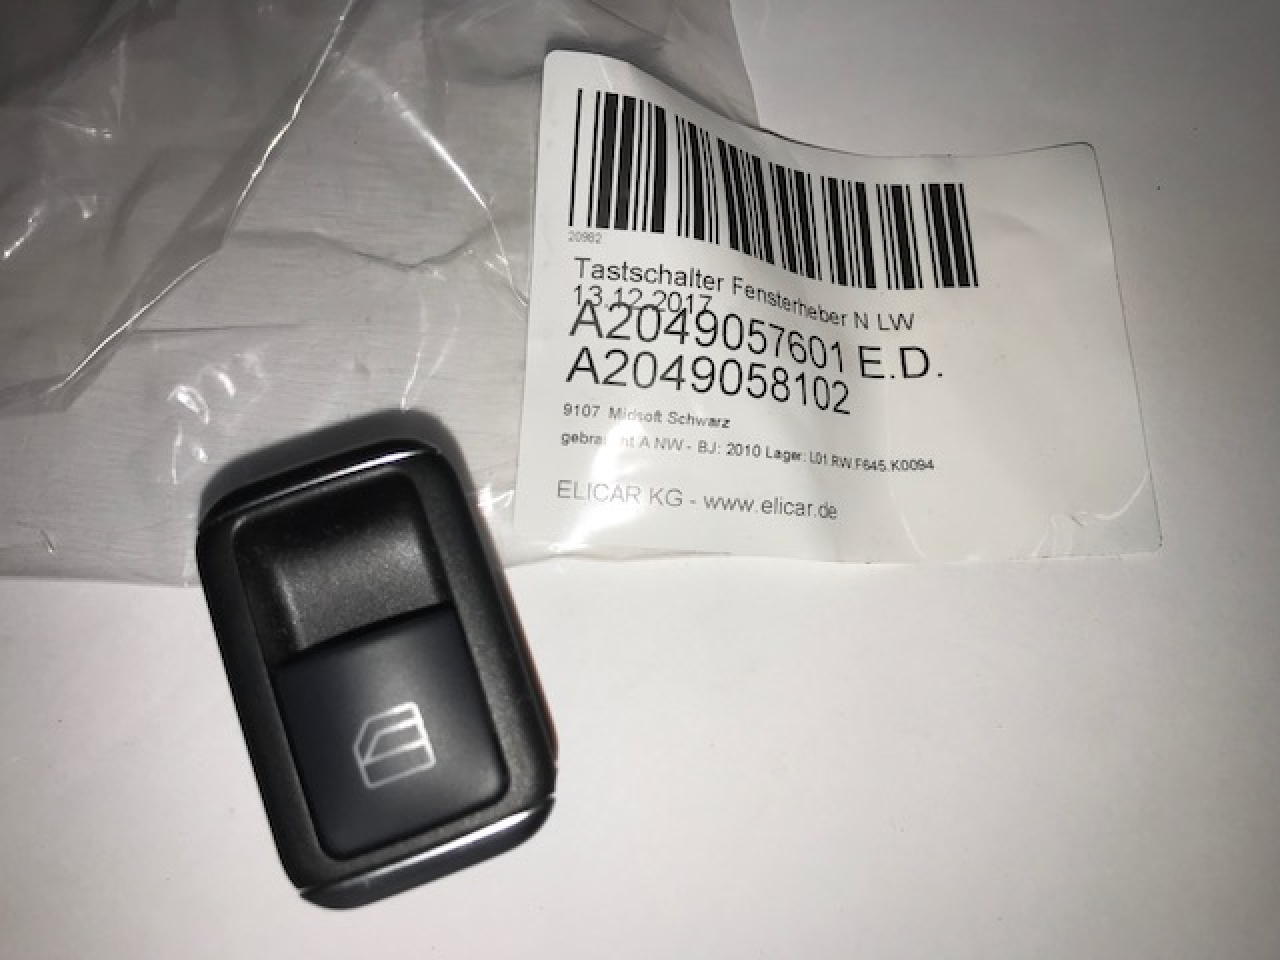 20982
Tastschalter Fensterheber N LW
13.12.2017
A2049057601 E.D.
A2049058102
9107 Midsoft Schwarz
gebraucht A NW - BJ: 2010 Lager: L01.RW.F645.K0094
ELICAR KG - www.elicar.de